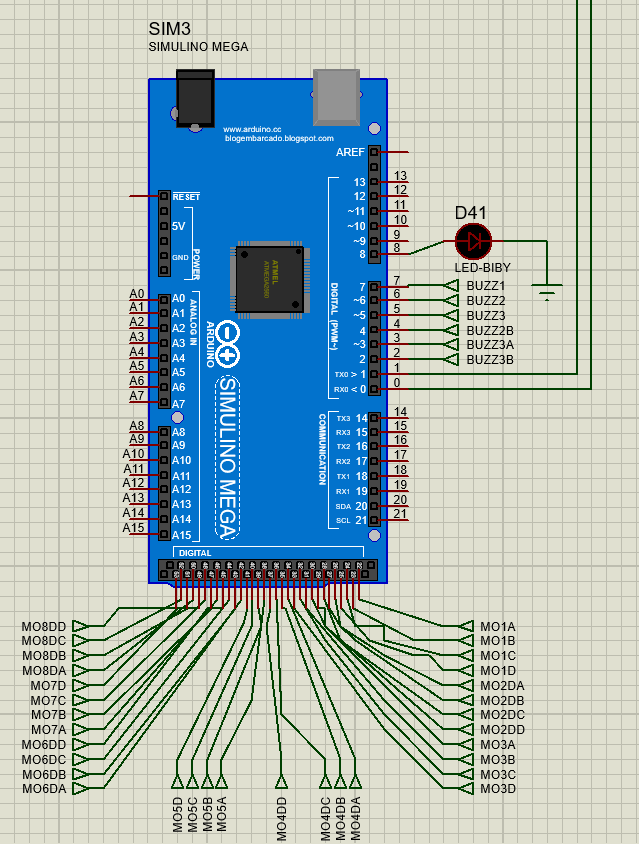 SIM3
SIMULINO MEGA
www.arduino.cc
blogembarcado.blogspot.com
AREF
13 13
12 12
~11 11
~10 10
~9 9
8 8
RESET
5V
GND
POWER
D41
LED-BIBY
ATMEL
ATMEGA2560
7 7 BUZZ1
~6 6 BUZZ2
~5 5 BUZZ3
4 4 BUZZ2B
~3 3 BUZZ3A
2 2 BUZZ3B
TX0 > 1 1
RX0 < 0 0
DIGITAL (PWM~)
A0 A0
A1 A1
A2 A2
A3 A3
A4 A4
A5 A5
A6 A6
A7 A7
ANALOG IN
ARDUINO
SIMULINO MEGA
A8 A8
A9 A9
A10 A10
A11 A11
A12 A12
A13 A13
A14 A14
A15 A15
COMMUNICATION
TX3 14 14
RX3 15 15
TX2 16 16
RX2 17 17
TX1 18 18
RX1 19 19
SDA 20 20
SCL 21 21
DIGITAL
MO8DD
MO8DC
MO8DB
MO8DA
MO7D
MO7C
MO7B
MO7A
MO6DD
MO6DC
MO6DB
MO6DA
MO5D
MO5C
MO5B
MO5A
MO4DD
MO4DC
MO4DB
MO4DA
MO1A
MO1B
MO1C
MO1D
MO2DA
MO2DB
MO2DC
MO2DD
MO3A
MO3B
MO3C
MO3D